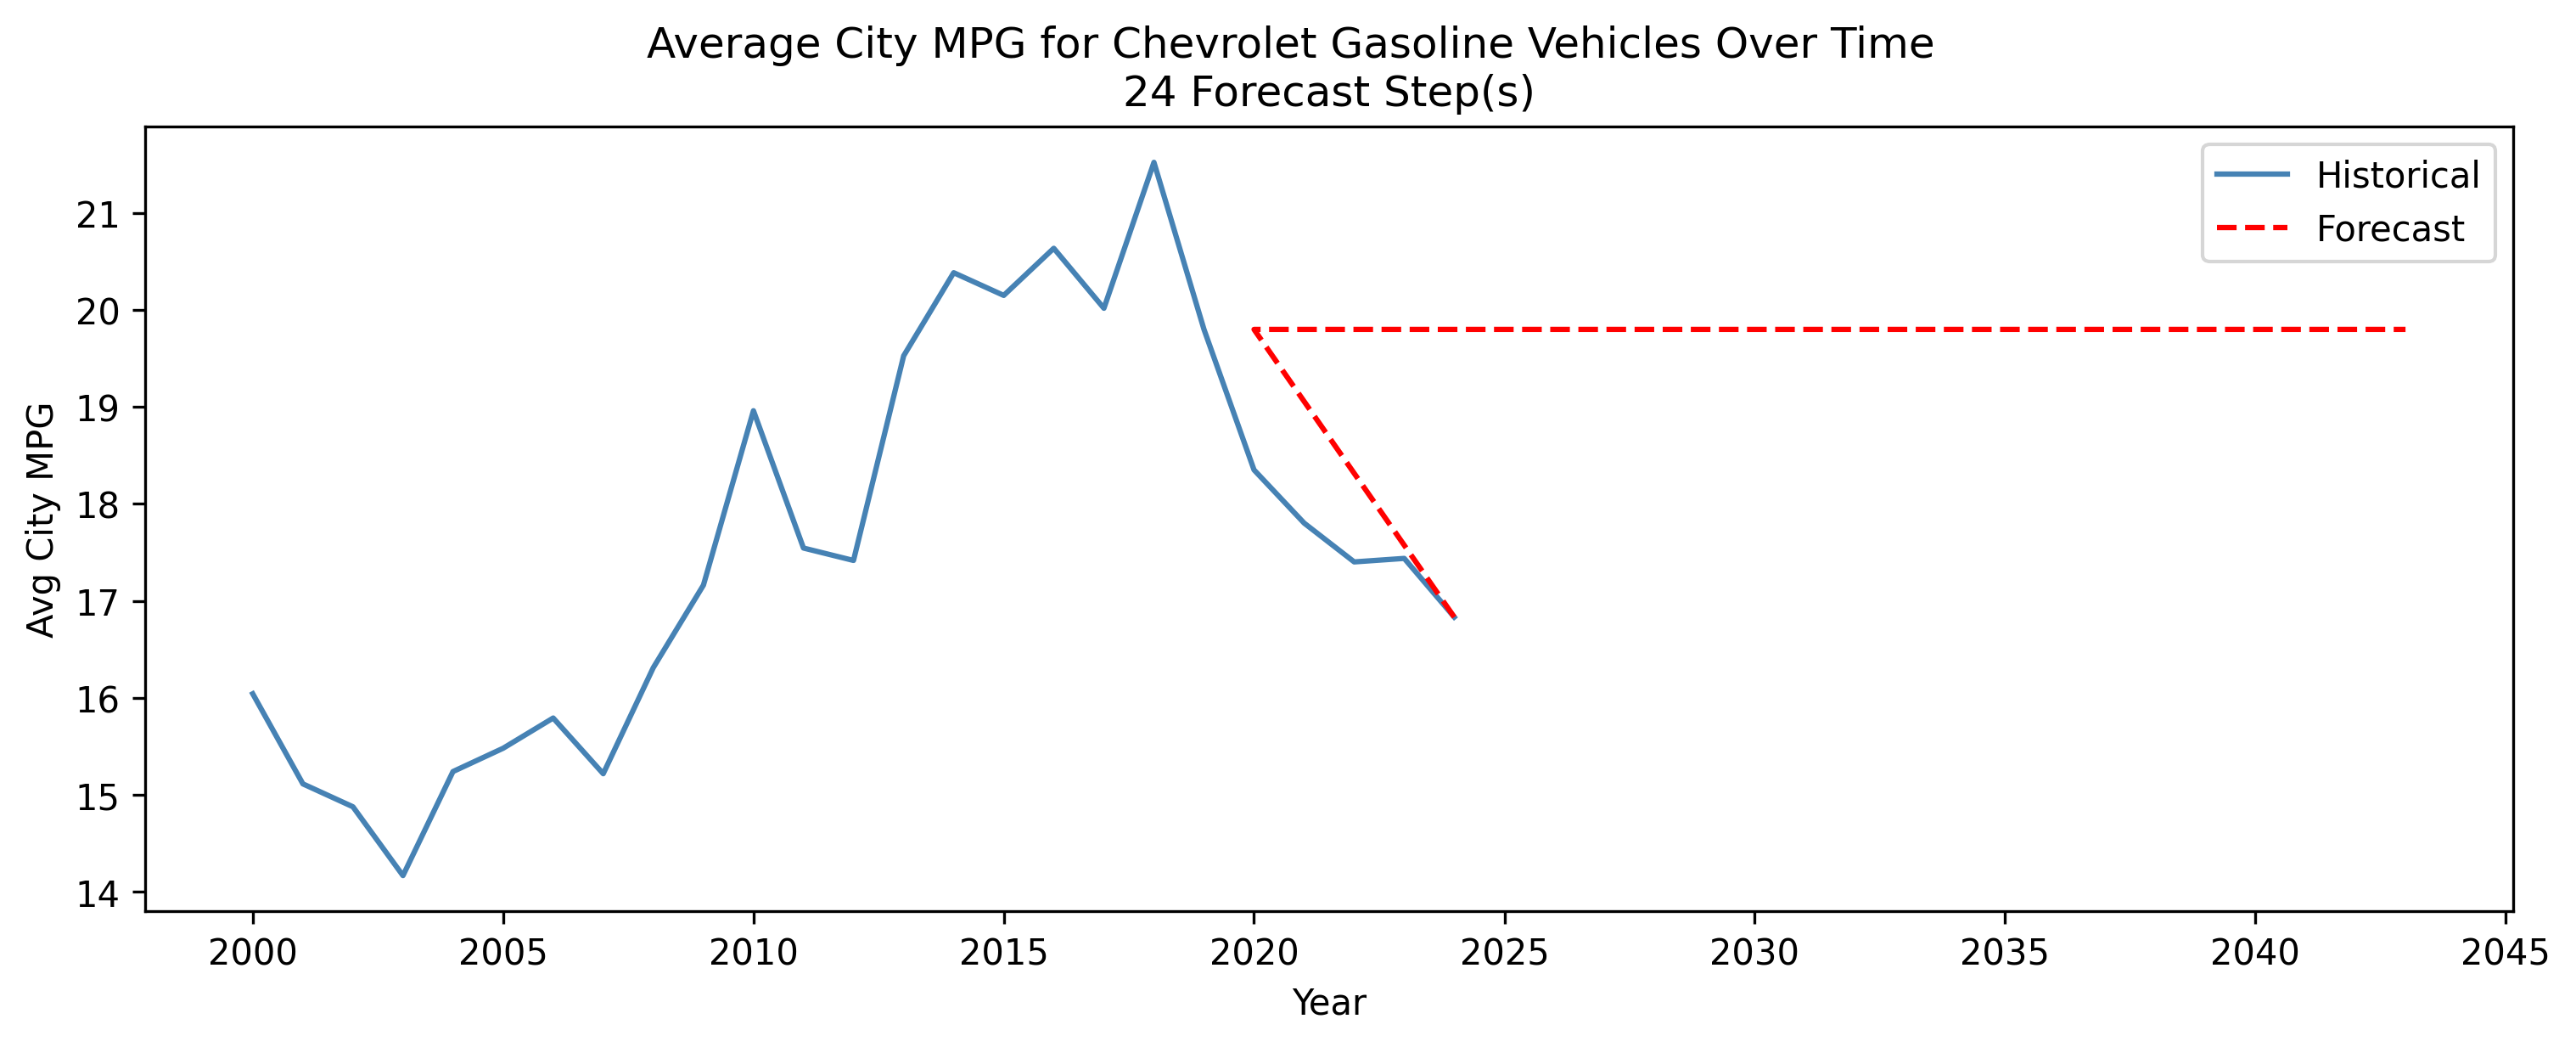 Average City MPG for Chevrolet Gasoline Vehicles Over Time
24 Forecast Step(s)
Historical
Forecast
21
20
19
18
17
16
15
14
Avg City MPG
2000 2005 2010 2015 2020 2025 2030 2035 2040 2045
Year